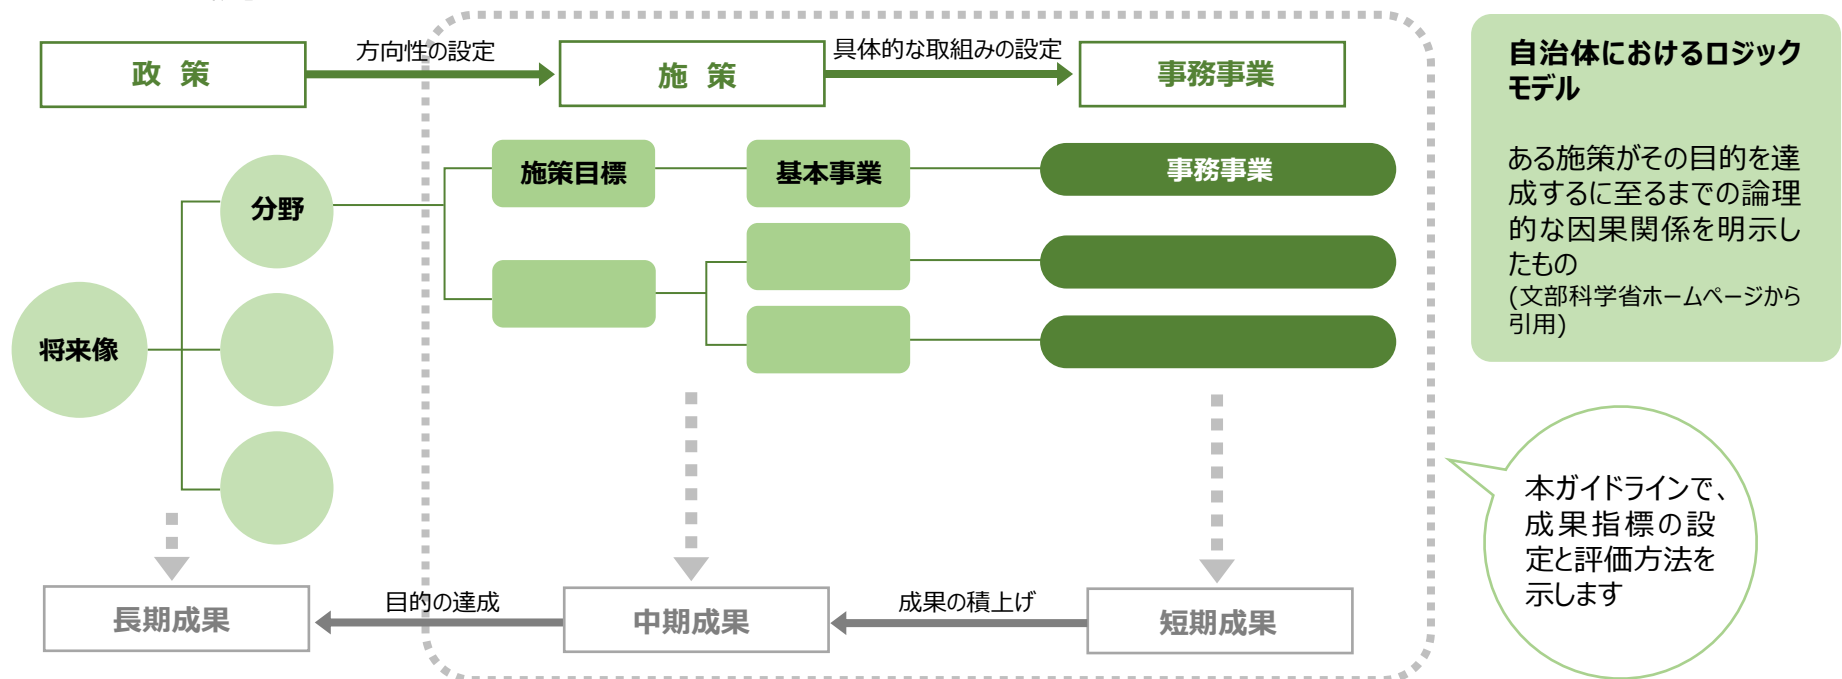 政 策
方向性の設定
施 策
具体的な取組みの設定
事務事業
自治体におけるロジック
モデル
ある施策がその目的を達
成するに至るまでの論理
的な因果関係を明示し
たもの
(文部科学省ホームページから
引用)
施策目標
基本事業
事務事業
分野
将来像
本ガイドラインで、
成果指標の設
定と評価方法を
示します
長期成果
目的の達成
中期成果
成果の積上げ
短期成果